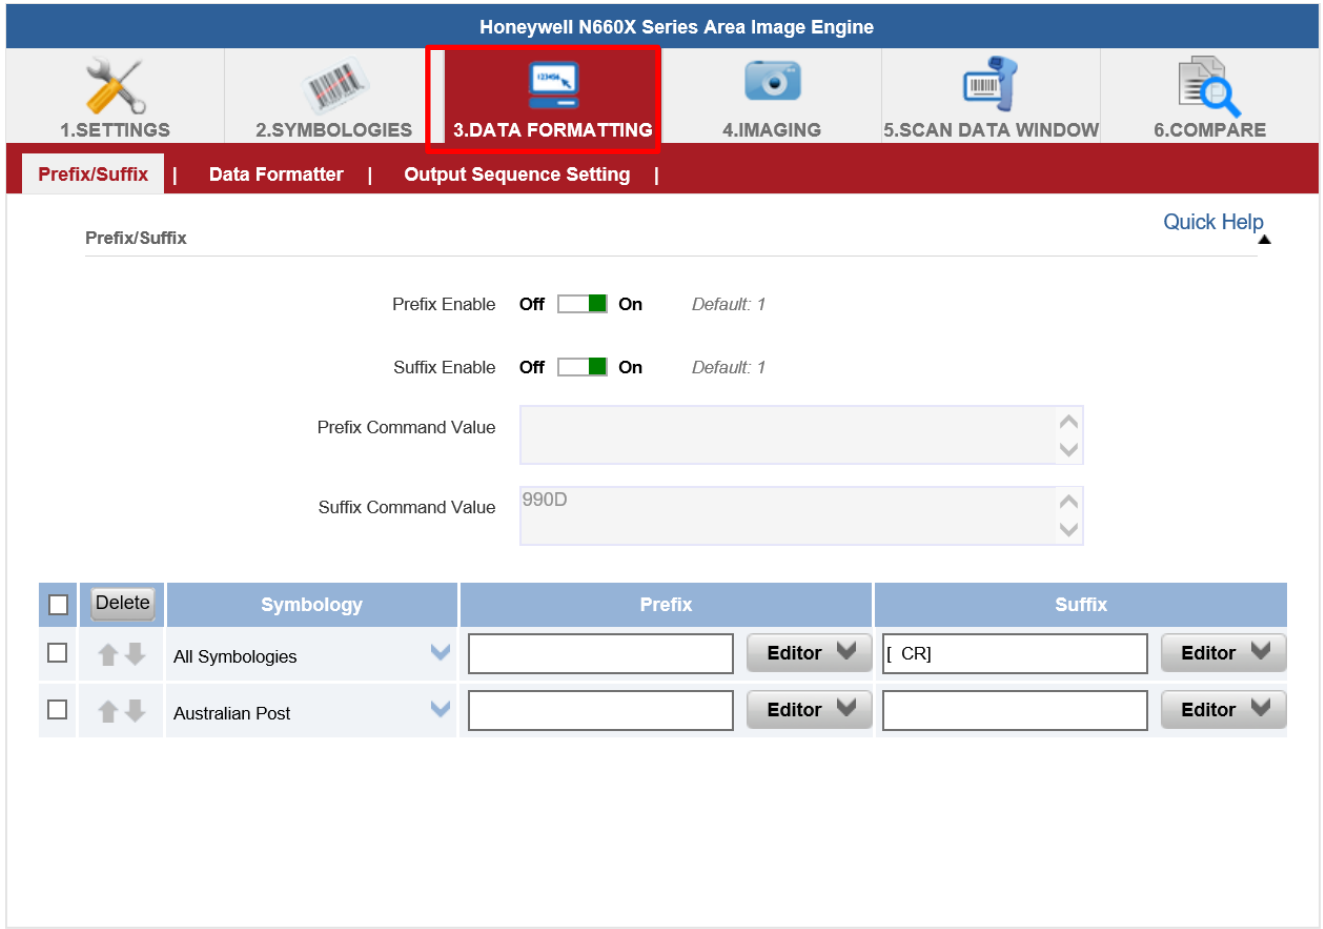 Honeywell N660X Series Area Image Engine
123456
1.SETTINGS 2.SYMBOLOGIES 3.DATA FORMATTING 4.IMAGING 5.SCAN DATA WINDOW 6.COMPARE
Prefix/Suffix | Data Formatter | Output Sequence Setting |
Quick Help
Prefix/Suffix
Prefix Enable Off On Default: 1
Suffix Enable Off On Default: 1
Prefix Command Value
Suffix Command Value 990D
Delete Symbology Prefix Suffix
All Symbologies Editor [ CR] Editor
Australian Post Editor Editor